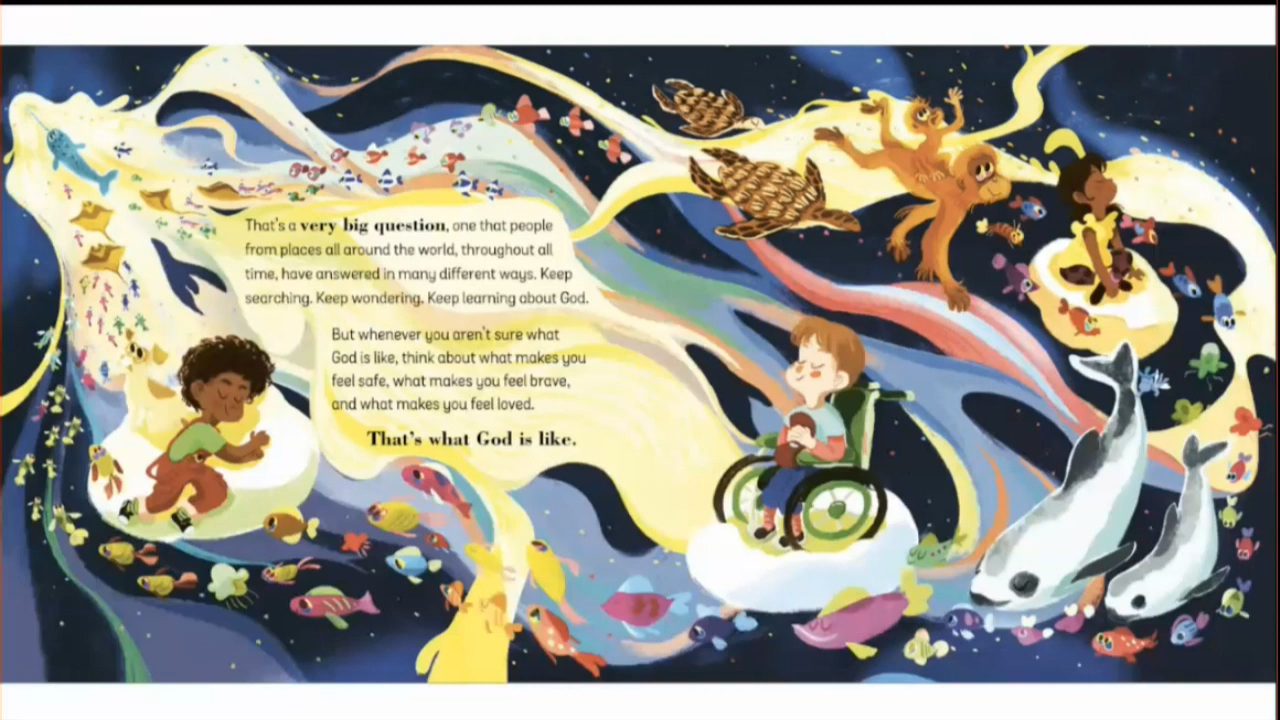 That's a very big question, one that people
from places all around the world, throughout all
time, have answered in many different ways. Keep
searching. Keep wondering. Keep learning about God.
But whenever you aren't sure what
God is like, think about what makes you
feel safe, what makes you feel brave,
and what makes you feel loved.
That's what God is like.